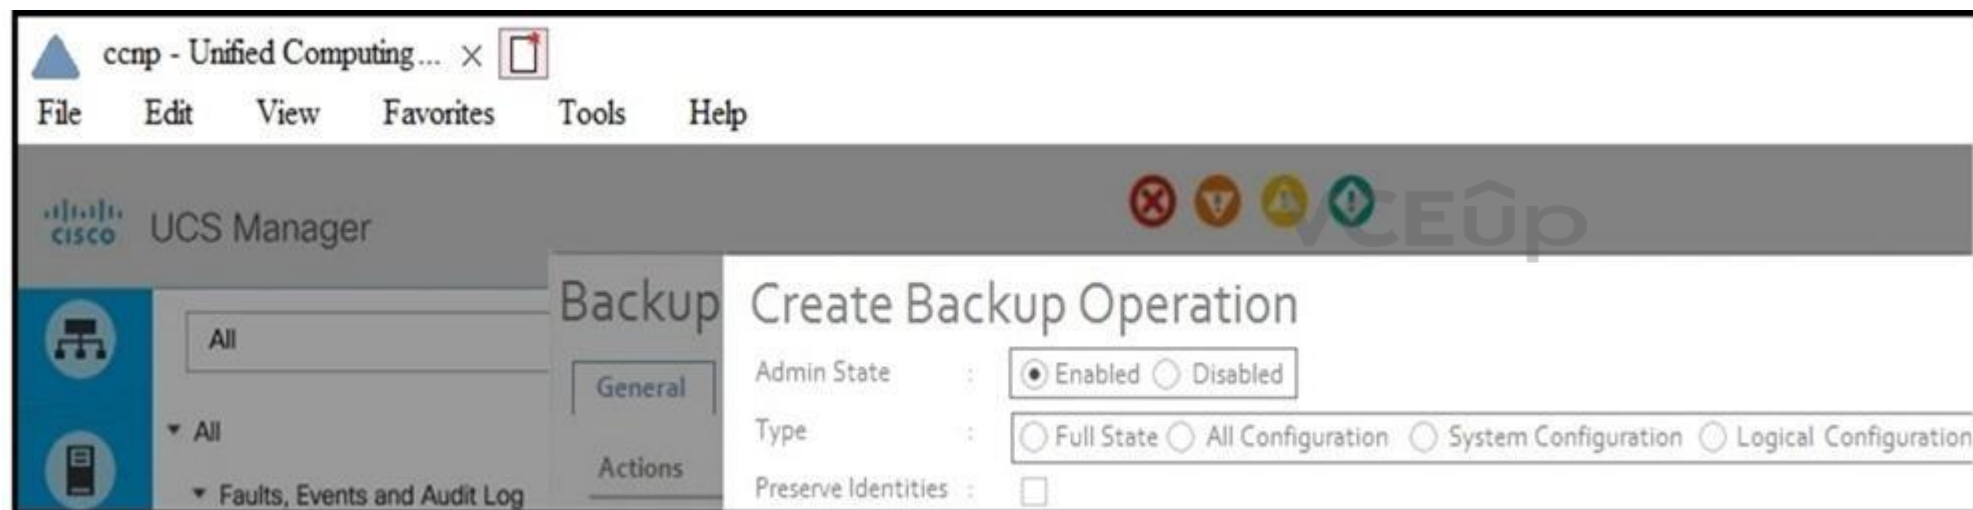 ccnp - Unified Computing... ×
File Edit View Favorites Tools Help
CISCO UCS Manager
VCEûp
Backup
Create Backup Operation
All
Admin State : Enabled Disabled
General
Type : Full State All Configuration System Configuration Logical Configuration
All
Actions
Preserve Identities :
Faults, Events and Audit Log